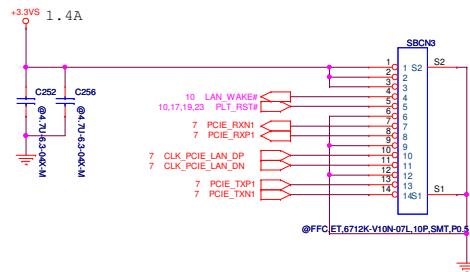 +3.3VS 1.4A
SBCN3
C252 C256
@4.7U-6.3-04X-M
@4.7U-6.3-04X-M
1 1 S2 S2
2 2
3 3
10 LAN_WAKE# 4 4
10,17,19,23 PLT_RST# 5 5
6 6
7 PCIE_RXN1 7 7
7 PCIE_RXP1 8 8
9 9
7 CLK_PCIE_LAN_DP 10 10
7 CLK_PCIE_LAN_DN 11 11
12 12
7 PCIE_TXP1 13 13
7 PCIE_TXN1 14 14 S1 S1
@FFC,ET,6712K-V10N-07L,10P,SMT,P0.5